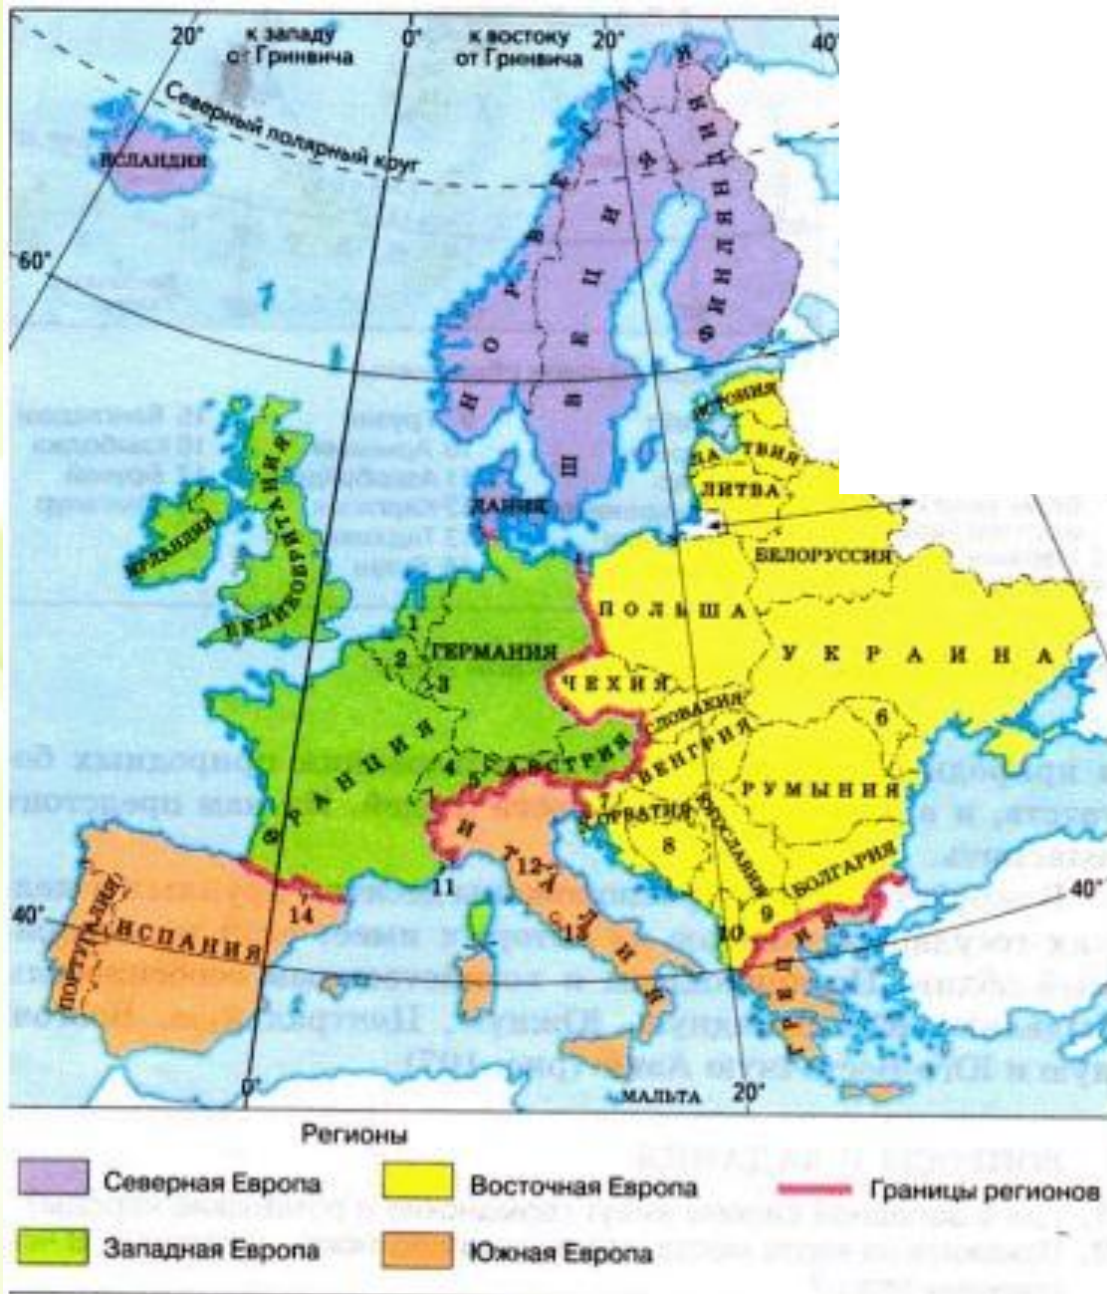 20°
к западу
от Гринвича
0°
к востоку
от Гринвича
20°
40°
Северный полярный круг
ИСЛАНДИЯ
60°
НОРВЕГИЯ
ШВЕЦИЯ
ФИНЛЯНДИЯ
ЭСТОНИЯ
ЛАТВИЯ
ЛИТВА
ДАНИЯ
ИРЛАНДИЯ
ВЕЛИКОБРИТАНИЯ
БЕЛОРУССИЯ
ПОЛЬША
1
ГЕРМАНИЯ
УКРАИНА
2
3
ЧЕХИЯ
СЛОВАКИЯ
6
ФРАНЦИЯ
4
5
АВСТРИЯ
ВЕНГРИЯ
РУМЫНИЯ
7
ХОРВАТИЯ
8
ЮГОСЛАВИЯ
БОЛГАРИЯ
ИТАЛИЯ
12
11
13
14
9
10
40°
40°
ПОРТУГАЛИЯ
ИСПАНИЯ
ГРЕЦИЯ
0°
МАЛЬТА
20°
Регионы
Северная Европа
Восточная Европа
Границы регионов
Западная Европа
Южная Европа